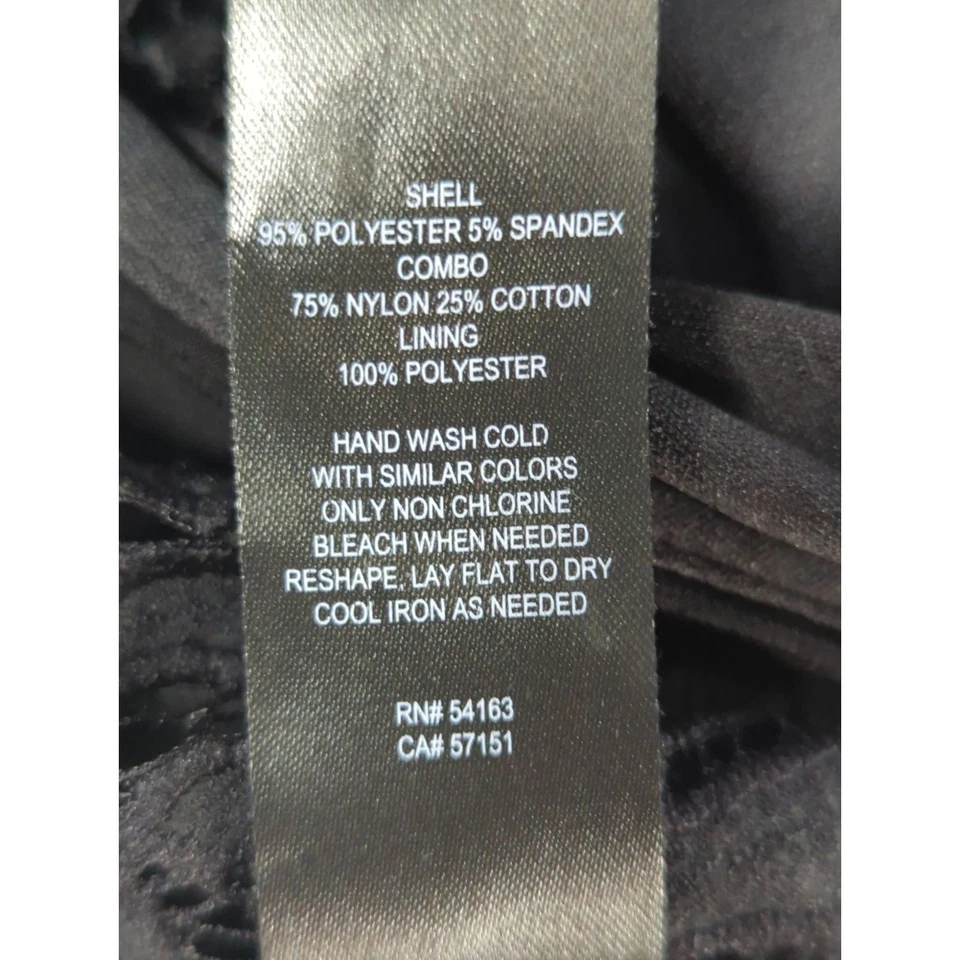 SHELL
95% POLYESTER 5% SPANDEX
COMBO
75% NYLON 25% COTTON
LINING
100% POLYESTER
HAND WASH COLD
WITH SIMILAR COLORS
ONLY NON CHLORINE
BLEACH WHEN NEEDED
RESHAPE, LAY FLAT TO DRY
COOL IRON AS NEEDED
RN# 54163
CA# 57151